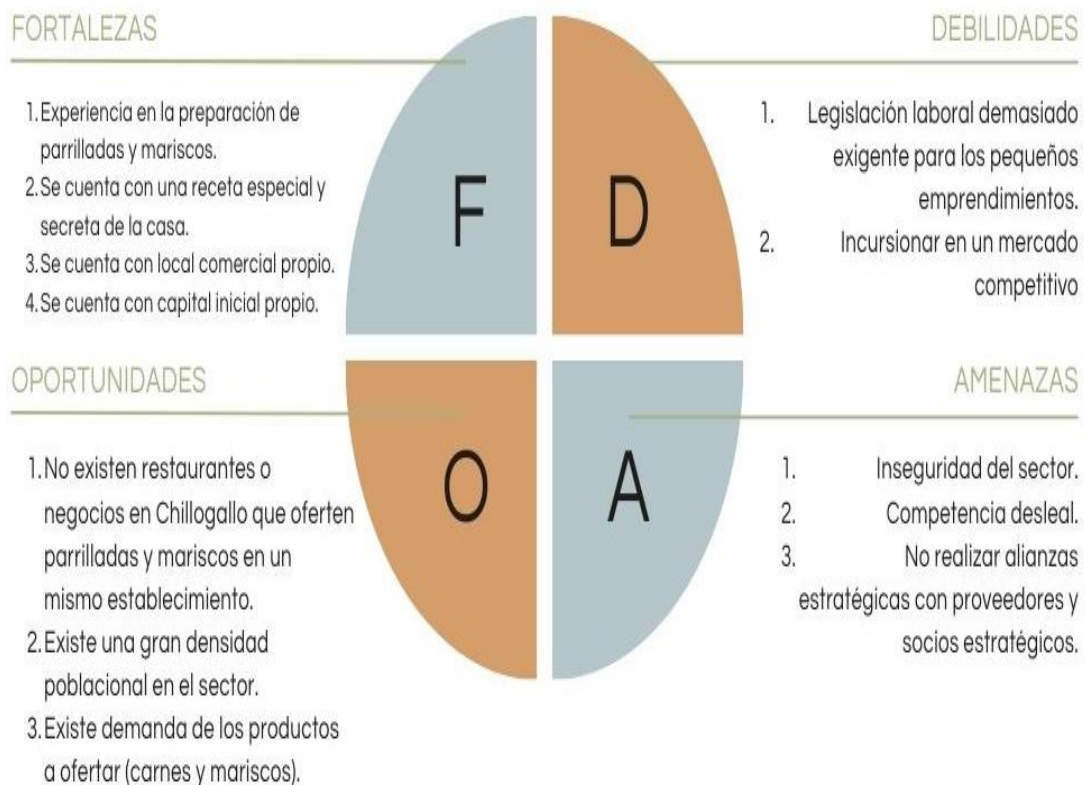 FORTALEZAS
1. Experiencia en la preparación de
parrilladas y mariscos.
2. Se cuenta con una receta especial y
secreta de la casa.
3. Se cuenta con local comercial propio.
4. Se cuenta con capital inicial propio.
F
D
DEBILIDADES
1. Legislación laboral demasiado
exigente para los pequeños
emprendimientos.
2. Incursionar en un mercado
competitivo
OPORTUNIDADES
1. No existen restaurantes o
negocios en Chillogallo que oferten
parrilladas y mariscos en un
mismo establecimiento.
2. Existe una gran densidad
poblacional en el sector.
3. Existe demanda de los productos
a ofertar (carnes y mariscos).
O
A
AMENAZAS
1. Inseguridad del sector.
2. Competencia desleal.
3. No realizar alianzas
estratégicas con proveedores y
socios estratégicos.